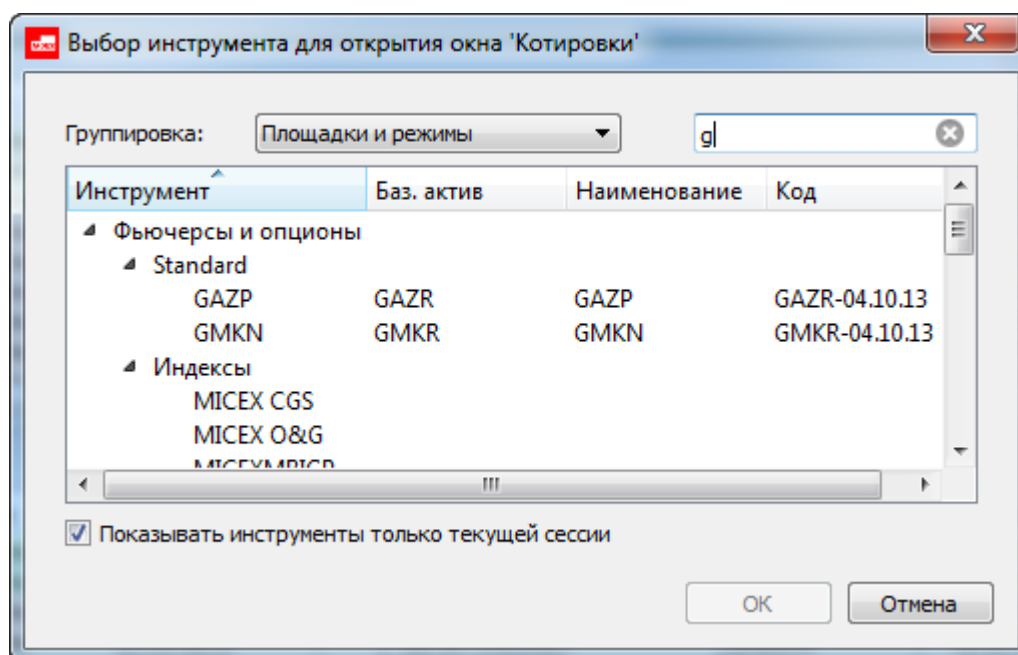 Выбор инструмента для открытия окна 'Котировки'
Группировка: Площадки и режимы g
Инструмент Баз. актив Наименование Код
Фьючерсы и опционы
Standard
GAZP GAZR GAZP GAZR-04.10.13
GMKN GMKR GMKN GMKR-04.10.13
Индексы
MICEX CGS
MICEX O&G
Показывать инструменты только текущей сессии
OK Отмена